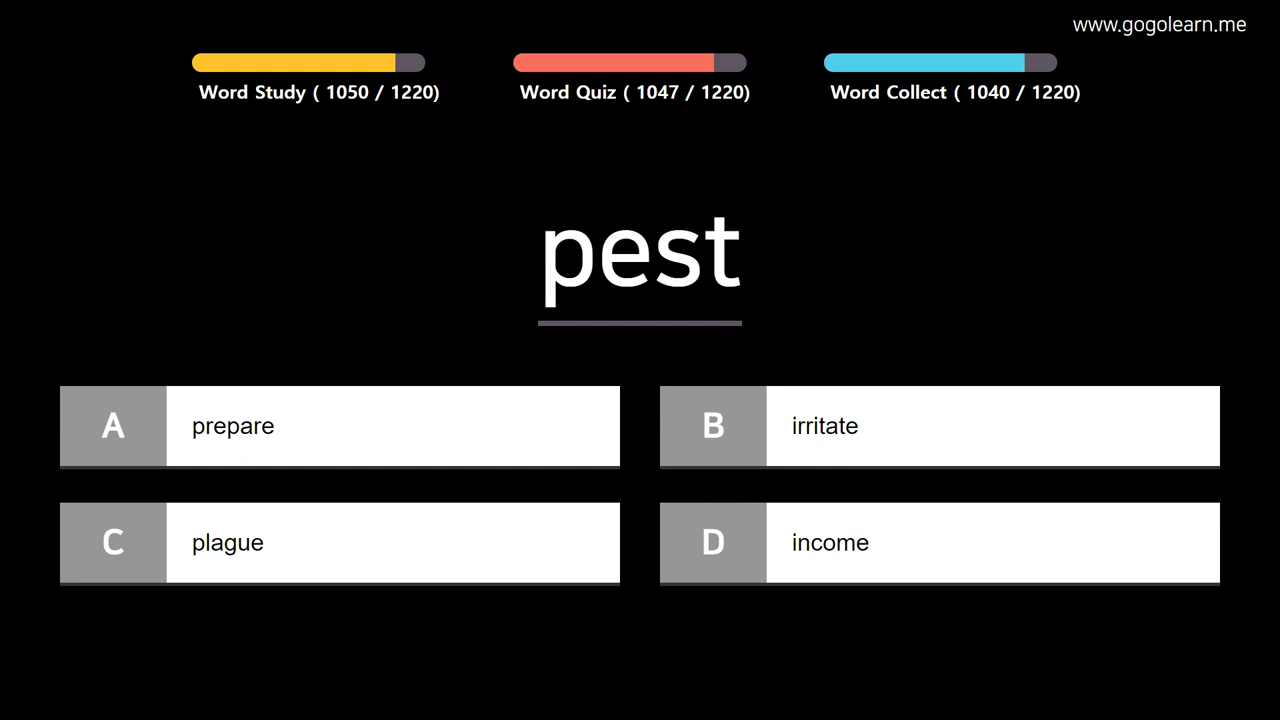 www.gogolearn.me
Word Study ( 1050 / 1220)
Word Quiz ( 1047 / 1220)
Word Collect ( 1040 / 1220)
pest
A prepare
B irritate
C plague
D income